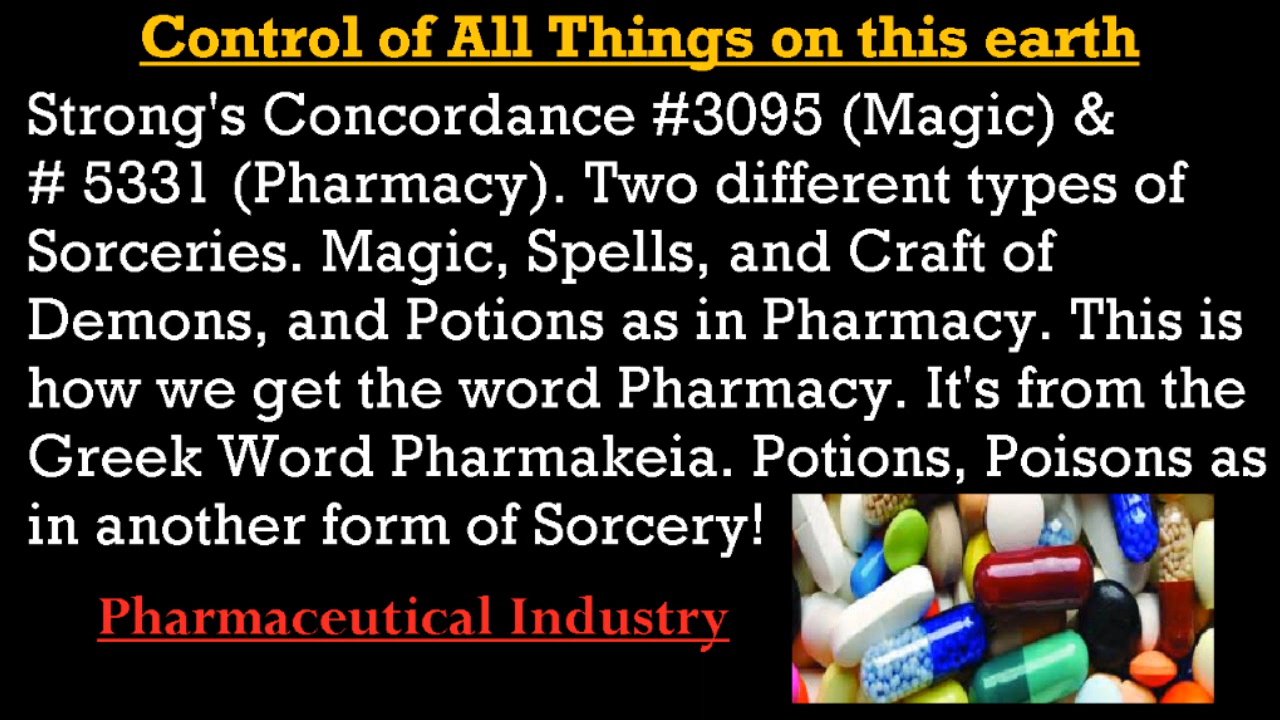 Control of All Things on this earth
Strong's Concordance #3095 (Magic) &
# 5331 (Pharmacy). Two different types of
Sorceries. Magic, Spells, and Craft of
Demons, and Potions as in Pharmacy. This is
how we get the word Pharmacy. It's from the
Greek Word Pharmakeia. Potions, Poisons as
in another form of Sorcery!
Pharmaceutical Industry